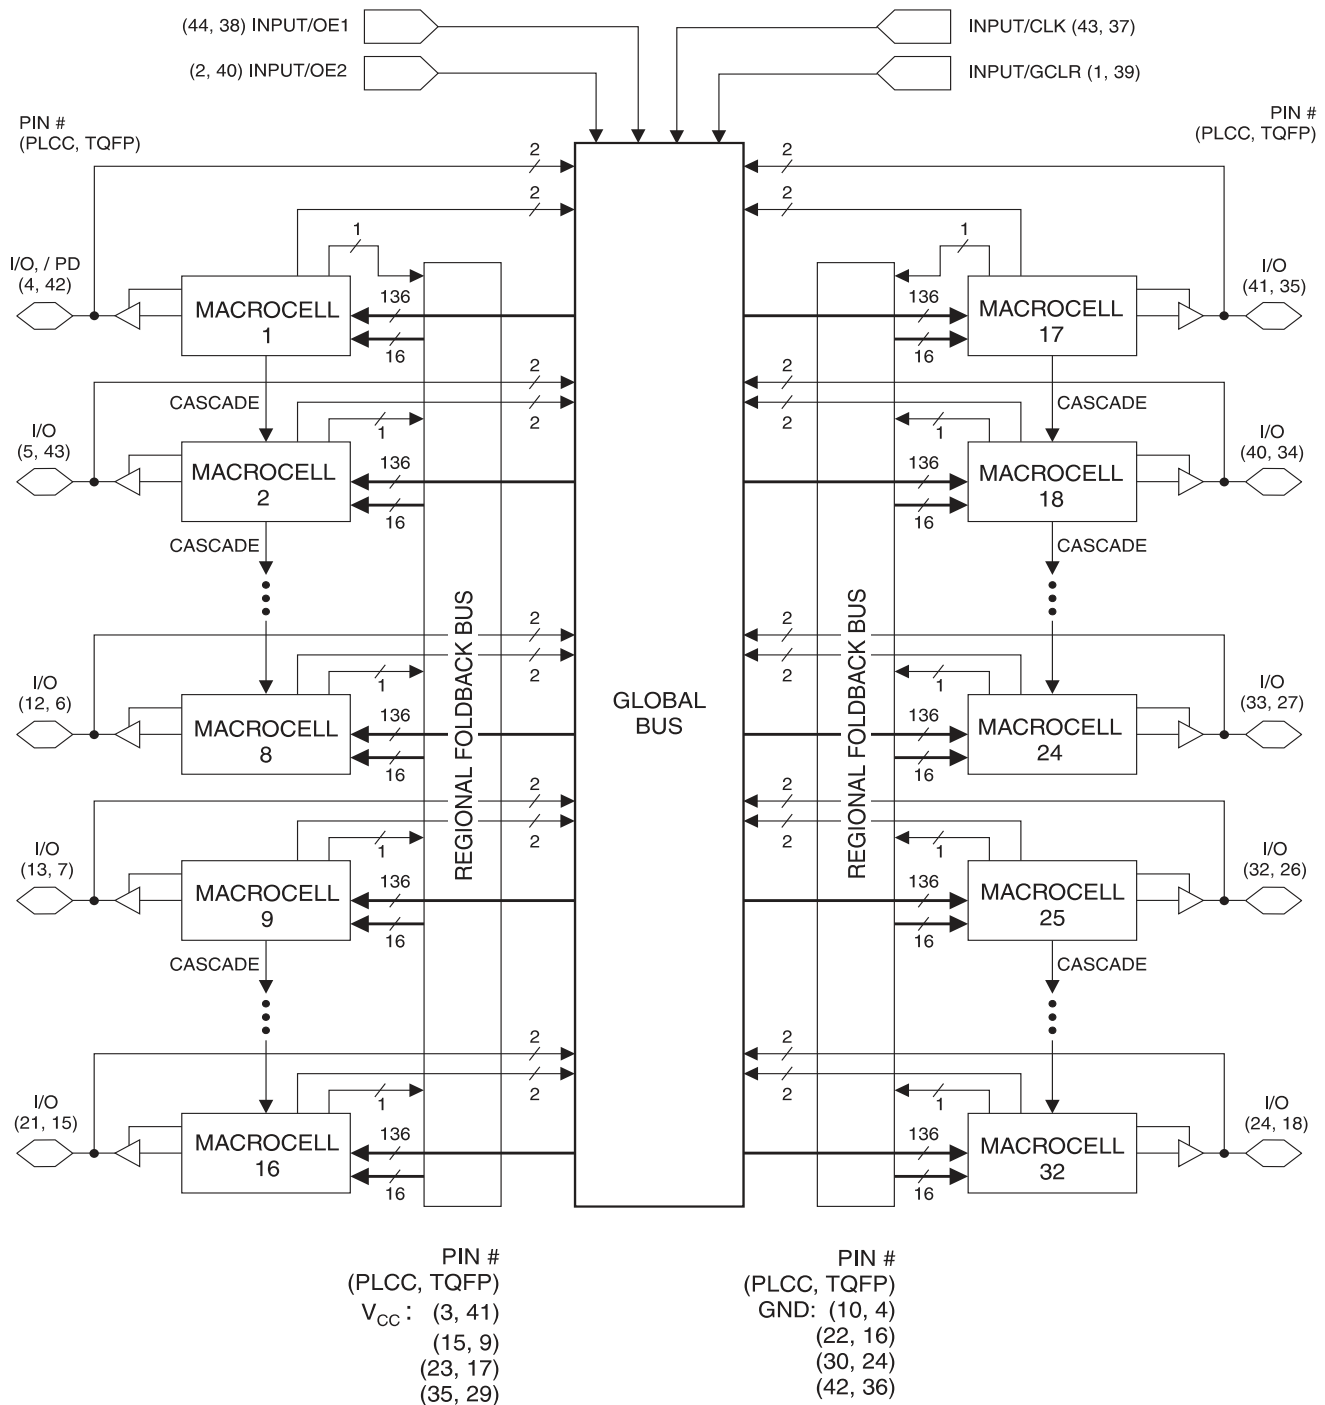 (44, 38) INPUT/OE1
INPUT/CLK (43, 37)
(2, 40) INPUT/OE2
INPUT/GCLR (1, 39)
PIN #
(PLCC, TQFP)
PIN #
(PLCC, TQFP)
2
2
2
2
1
1
I/O, / PD
(4, 42)
MACROCELL
1
136
16
136
16
MACROCELL
17
I/O
(41, 35)
2
2
CASCADE
CASCADE
1
2
2
1
I/O
(5, 43)
MACROCELL
2
136
16
136
16
MACROCELL
18
I/O
(40, 34)
CASCADE
CASCADE
2
2
1
2
2
1
I/O
(12, 6)
MACROCELL
8
136
16
136
16
MACROCELL
24
I/O
(33, 27)
REGIONAL FOLDBACK BUS
GLOBAL
BUS
REGIONAL FOLDBACK BUS
2
2
1
2
2
1
I/O
(13, 7)
MACROCELL
9
136
16
136
16
MACROCELL
25
I/O
(32, 26)
CASCADE
CASCADE
2
2
1
2
2
1
I/O
(21, 15)
MACROCELL
16
136
16
136
16
MACROCELL
32
I/O
(24, 18)
PIN #
(PLCC, TQFP)
VCC : (3, 41)
(15, 9)
(23, 17)
(35, 29)
PIN #
(PLCC, TQFP)
GND: (10, 4)
(22, 16)
(30, 24)
(42, 36)